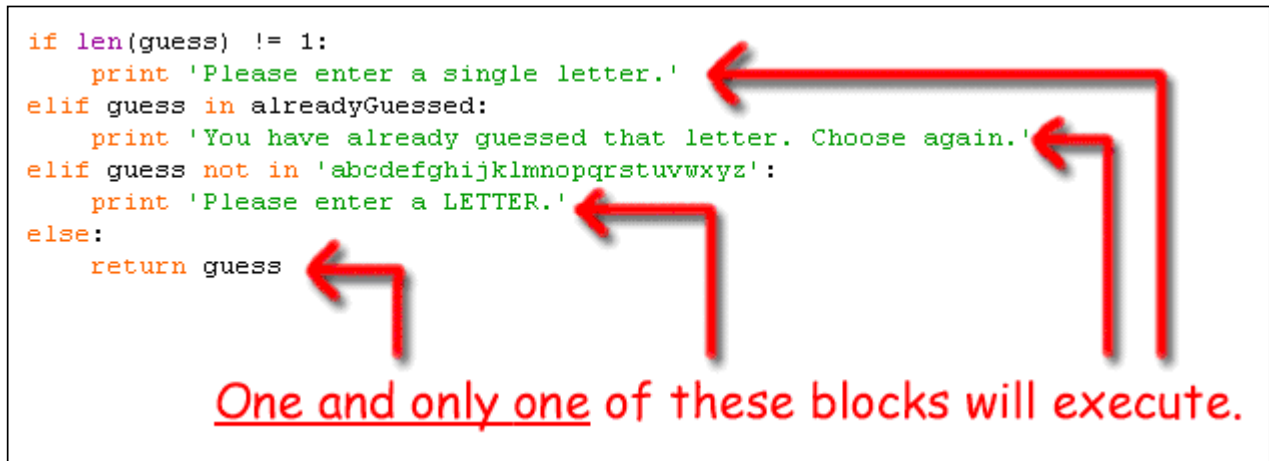 if len(guess) != 1:
    print 'Please enter a single letter.'
elif guess in alreadyGuessed:
    print 'You have already guessed that letter. Choose again.'
elif guess not in 'abcdefghijklmnopqrstuvwxyz':
    print 'Please enter a LETTER.'
else:
    return guess
One and only one of these blocks will execute.